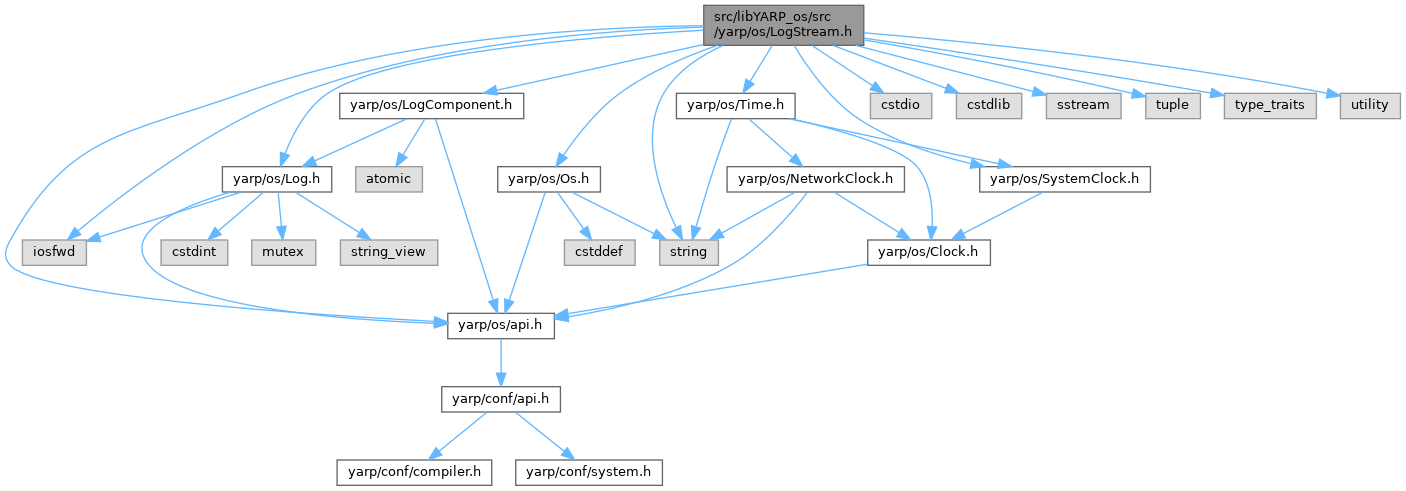 src/libYARP_os/src
/yarp/os/LogStream.h
yarp/os/LogComponent.h
yarp/os/Time.h
cstdio
cstdlib
sstream
tuple
type_traits
utility
yarp/os/Log.h
atomic
yarp/os/Os.h
yarp/os/NetworkClock.h
yarp/os/SystemClock.h
iosfwd
cstdint
mutex
string_view
cstddef
string
yarp/os/Clock.h
yarp/os/api.h
yarp/conf/api.h
yarp/conf/compiler.h
yarp/conf/system.h